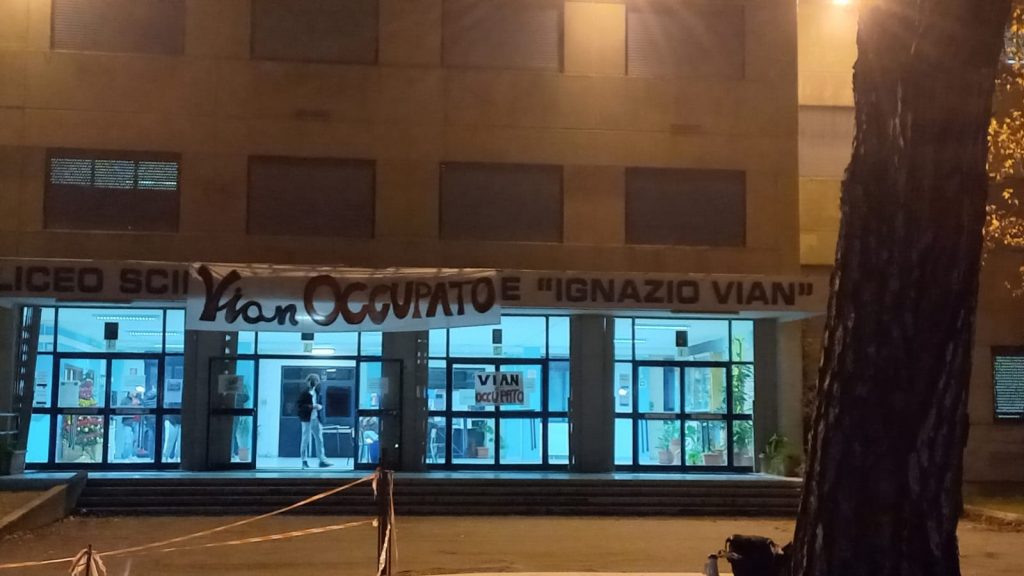 LICEO SCI
Vian OCCUPATO
E "IGNAZIO VIAN"
VIAN
OCCUPATO